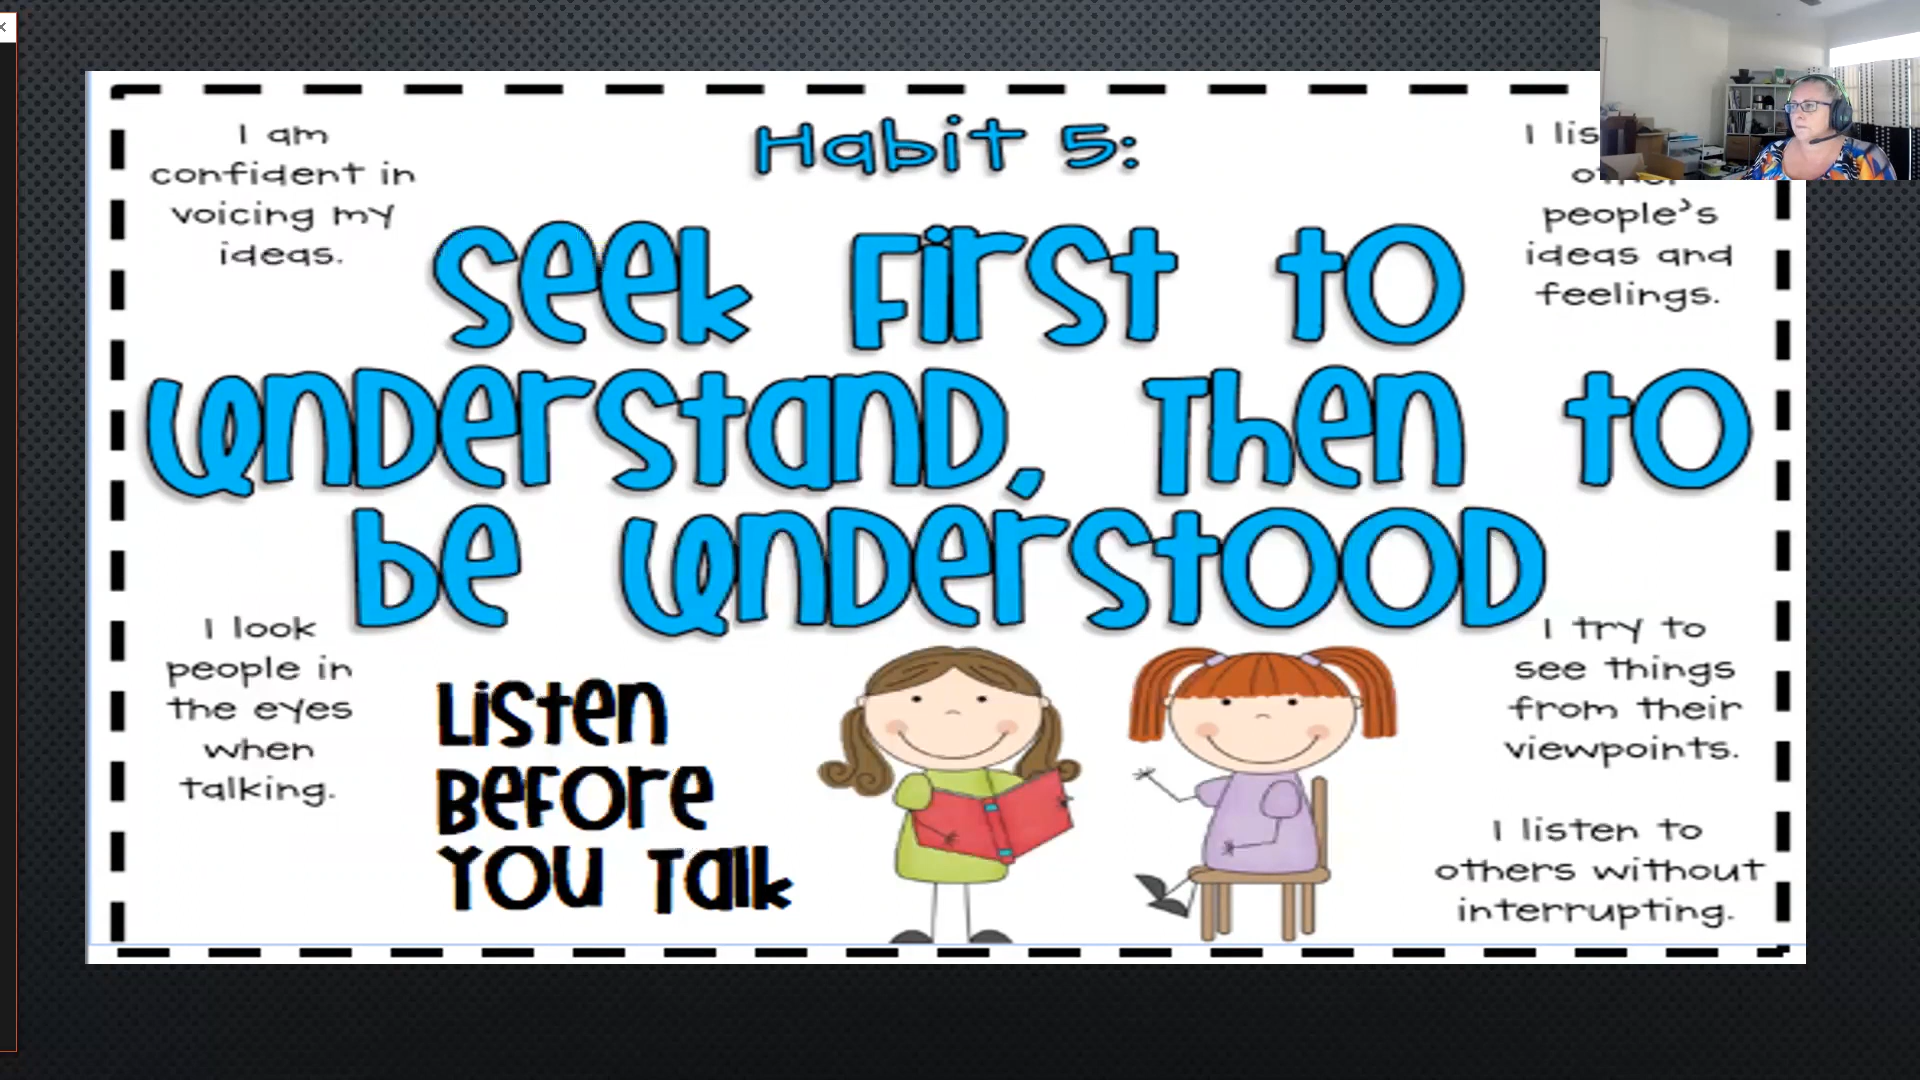 Habit 5:
I am
confident in
voicing my
ideas.
I lis
people's
ideas and
feelings.
Seek First to
Understand, Then to
be Understood
I look
people in
the eyes
when
talking.
Listen
Before
You Talk
I try to
see things
from their
viewpoints.
I listen to
others without
interrupting.